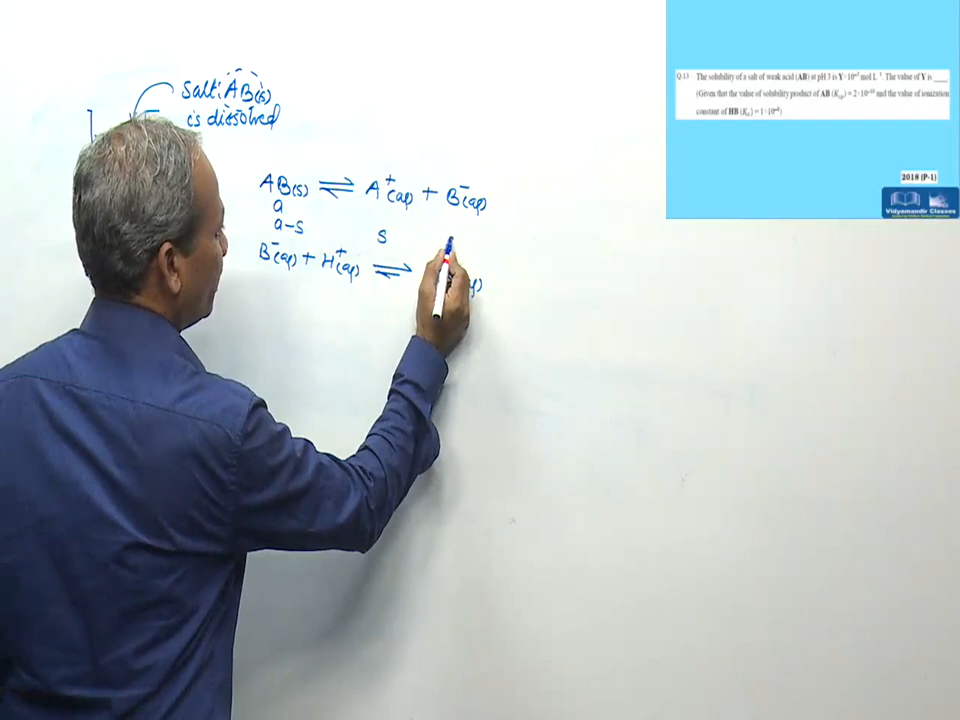 Salt: AB(s)
is dissolved
AB(s) ⇌ A⁺(aq) + B⁻(aq)
a
a-s s
B⁻(aq) + H⁺(aq) ⇌
Q.13 The solubility of a salt of weak acid (AB) at pH 3 is Y×10⁻³ mol L⁻¹. The value of Y is ____
(Given that the value of solubility product of AB (Ksp) = 2×10⁻¹⁰ and the value of ionization
constant of HB (Ka) = 1×10⁻⁸)
2018 (P-1)
Vidyamandir Classes